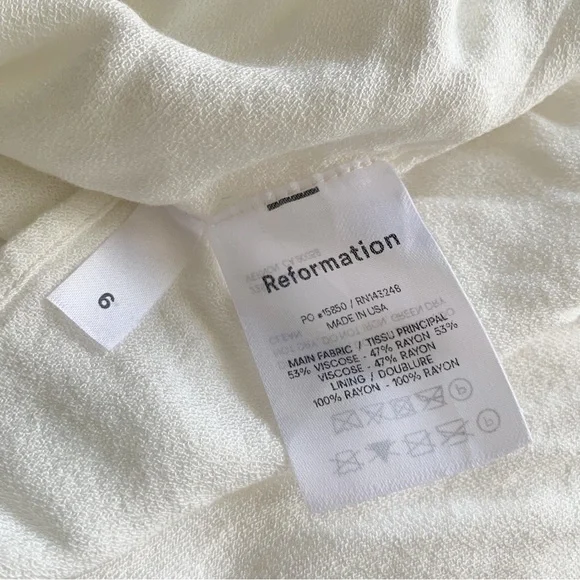 Reformation
PO #15850 / RN143248
MADE IN USA
MAIN FABRIC / TISSU PRINCIPAL
53% VISCOSE - 47% RAYON 53%
VISCOSE - 47% RAYON
LINING / DOUBLURE
100% RAYON - 100% RAYON
6